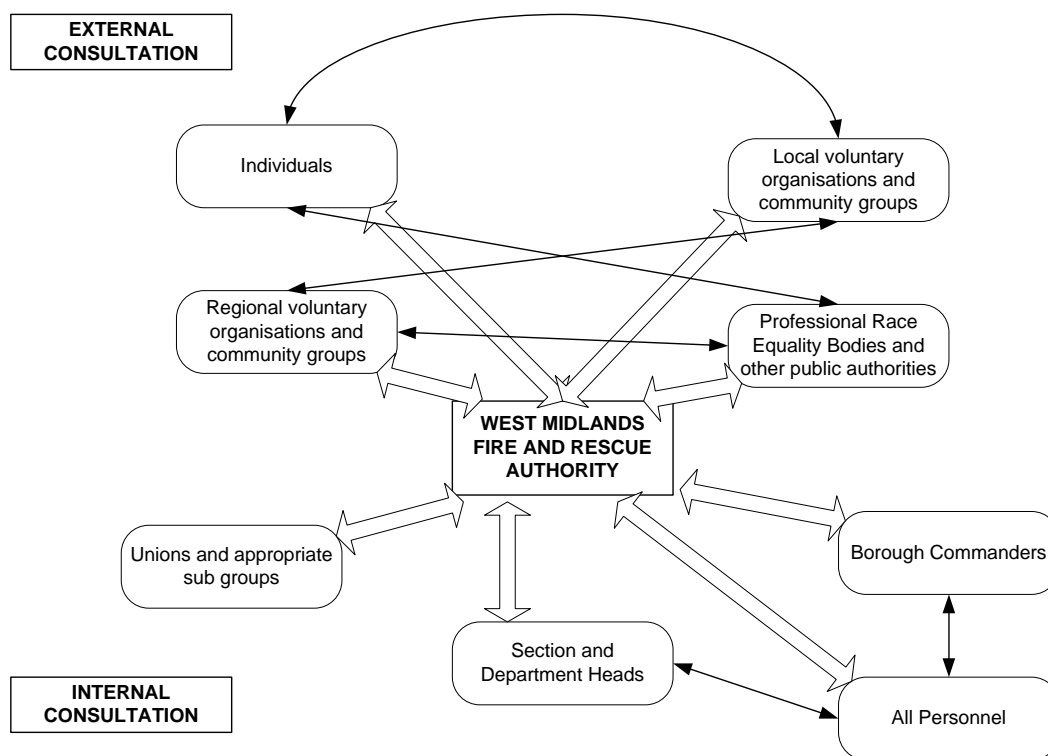 EXTERNAL
CONSULTATION
Individuals
Local voluntary
organisations and
community groups
Regional voluntary
organisations and
community groups
Professional Race
Equality Bodies and
other public authorities
WEST MIDLANDS
FIRE AND RESCUE
AUTHORITY
Unions and appropriate
sub groups
Borough Commanders
Section and
Department Heads
INTERNAL
CONSULTATION
All Personnel